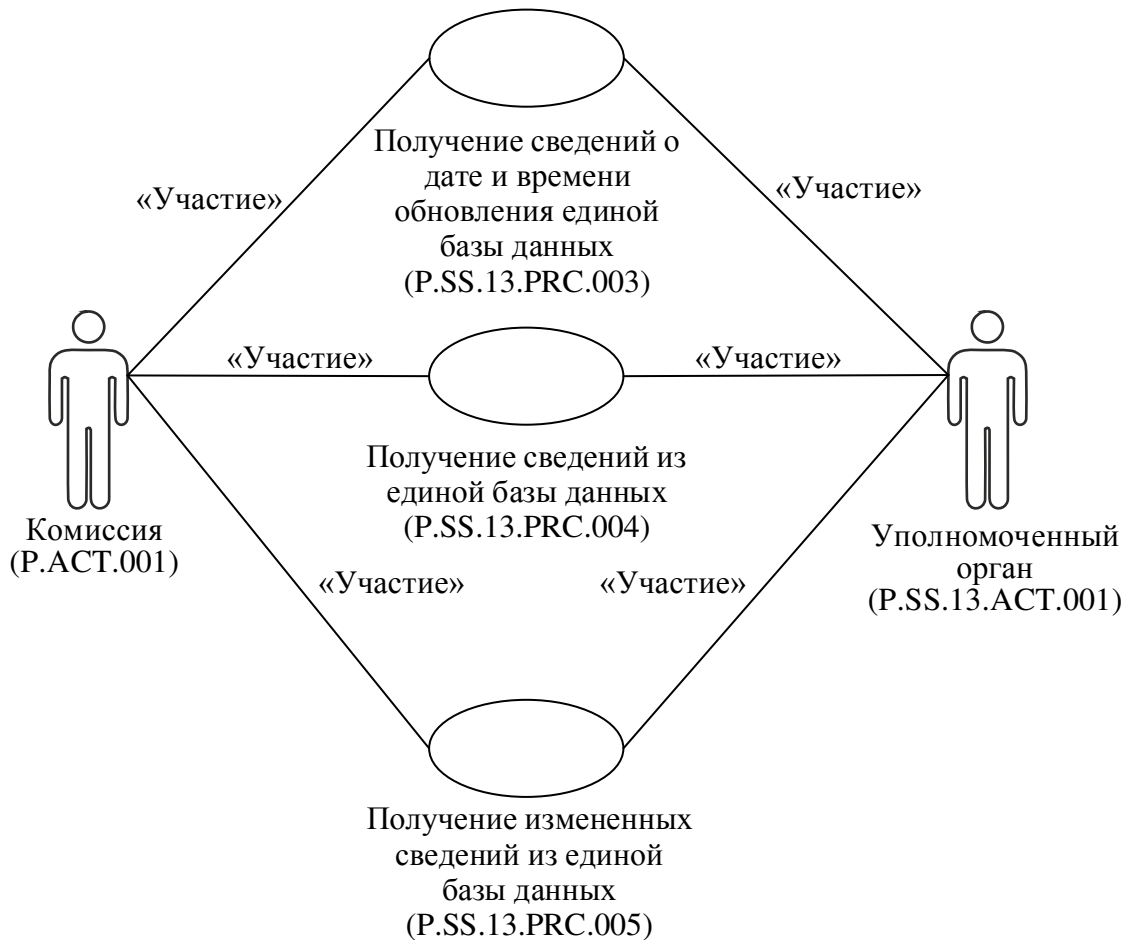 Получение сведений о
дате и времени
обновления единой
базы данных
(P.SS.13.PRC.003)
«Участие»
«Участие»
«Участие»
«Участие»
Получение сведений из
единой базы данных
(P.SS.13.PRC.004)
Комиссия
(P.ACT.001)
Уполномоченный
орган
(P.SS.13.ACT.001)
«Участие»
«Участие»
Получение измененных
сведений из единой
базы данных
(P.SS.13.PRC.005)